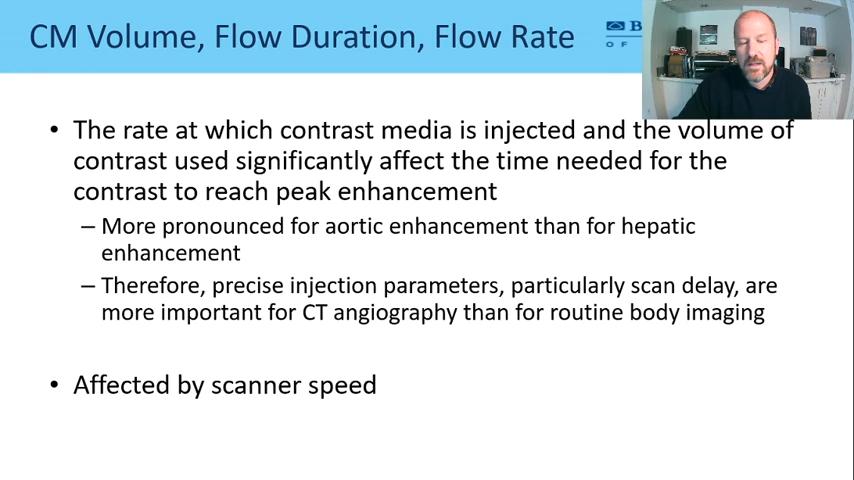 CM Volume, Flow Duration, Flow Rate
B
OF
• The rate at which contrast media is injected and the volume of
contrast used significantly affect the time needed for the
contrast to reach peak enhancement
– More pronounced for aortic enhancement than for hepatic
enhancement
– Therefore, precise injection parameters, particularly scan delay, are
more important for CT angiography than for routine body imaging
• Affected by scanner speed